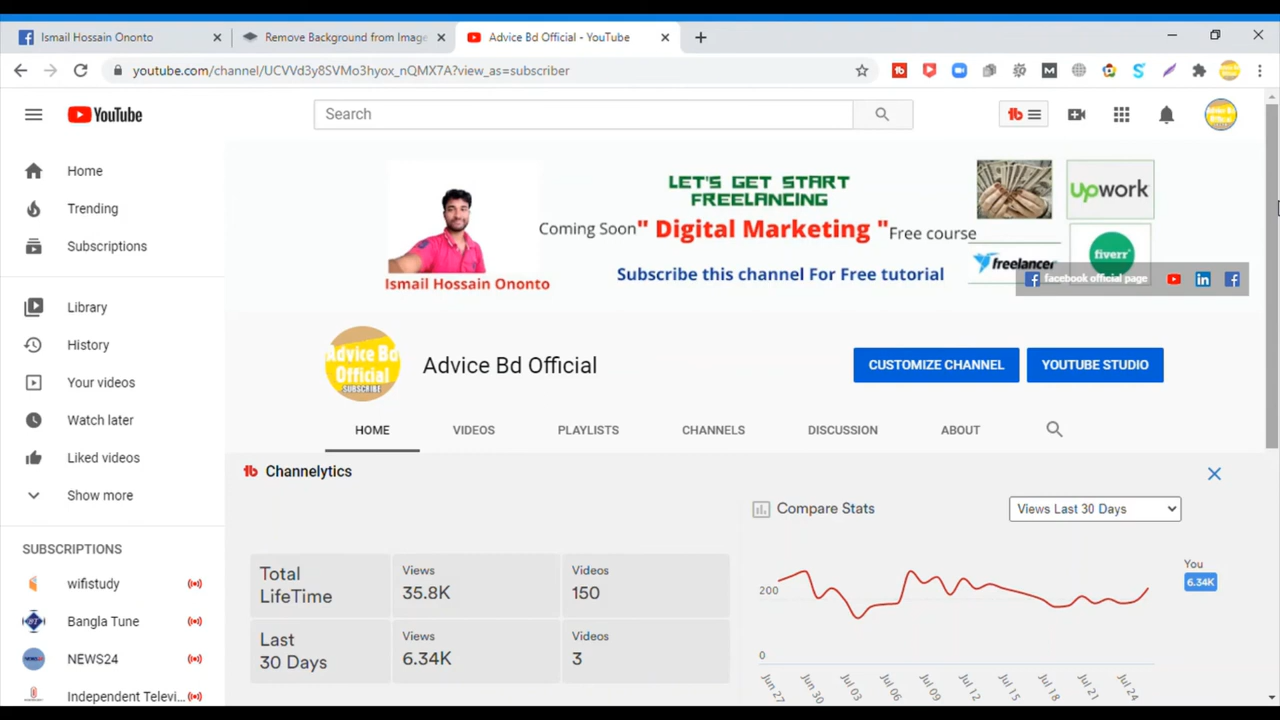 Ismail Hossain Ononto
Remove Background from Image
Advice Bd Official - YouTube
youtube.com/channel/UCVVd3y8SVMo3hyox_nQMX7A?view_as=subscriber
YouTube
Search
Home
Trending
Subscriptions
Library
History
Your videos
Watch later
Liked videos
Show more
SUBSCRIPTIONS
wifistudy
Bangla Tune
NEWS24
Independent Televi...
LET'S GET START
FREELANCING
Coming Soon" Digital Marketing "Free course
Subscribe this channel For Free tutorial
Ismail Hossain Ononto
upwork
freelancer
fiverr
facebook official page
Advice Bd
Official
SUBSCRIBE
Advice Bd Official
CUSTOMIZE CHANNEL
YOUTUBE STUDIO
HOME
VIDEOS
PLAYLISTS
CHANNELS
DISCUSSION
ABOUT
Channelytics
Compare Stats
Views Last 30 Days
Total
LifeTime
Views
35.8K
Videos
150
Last
30 Days
Views
6.34K
Videos
3
200
0
You
6.34K
Jun 27
Jun 30
Jul 03
Jul 06
Jul 09
Jul 12
Jul 15
Jul 18
Jul 21
Jul 24